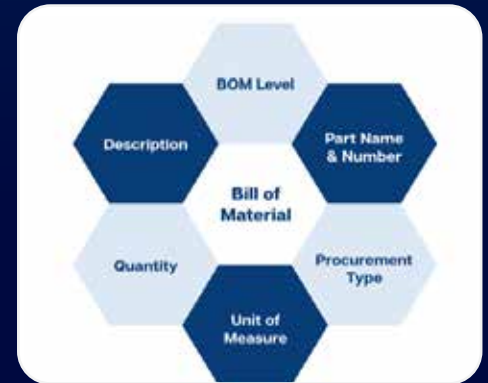 BOM Level
Description
Part Name
& Number
Bill of
Material
Quantity
Procurement
Type
Unit of
Measure